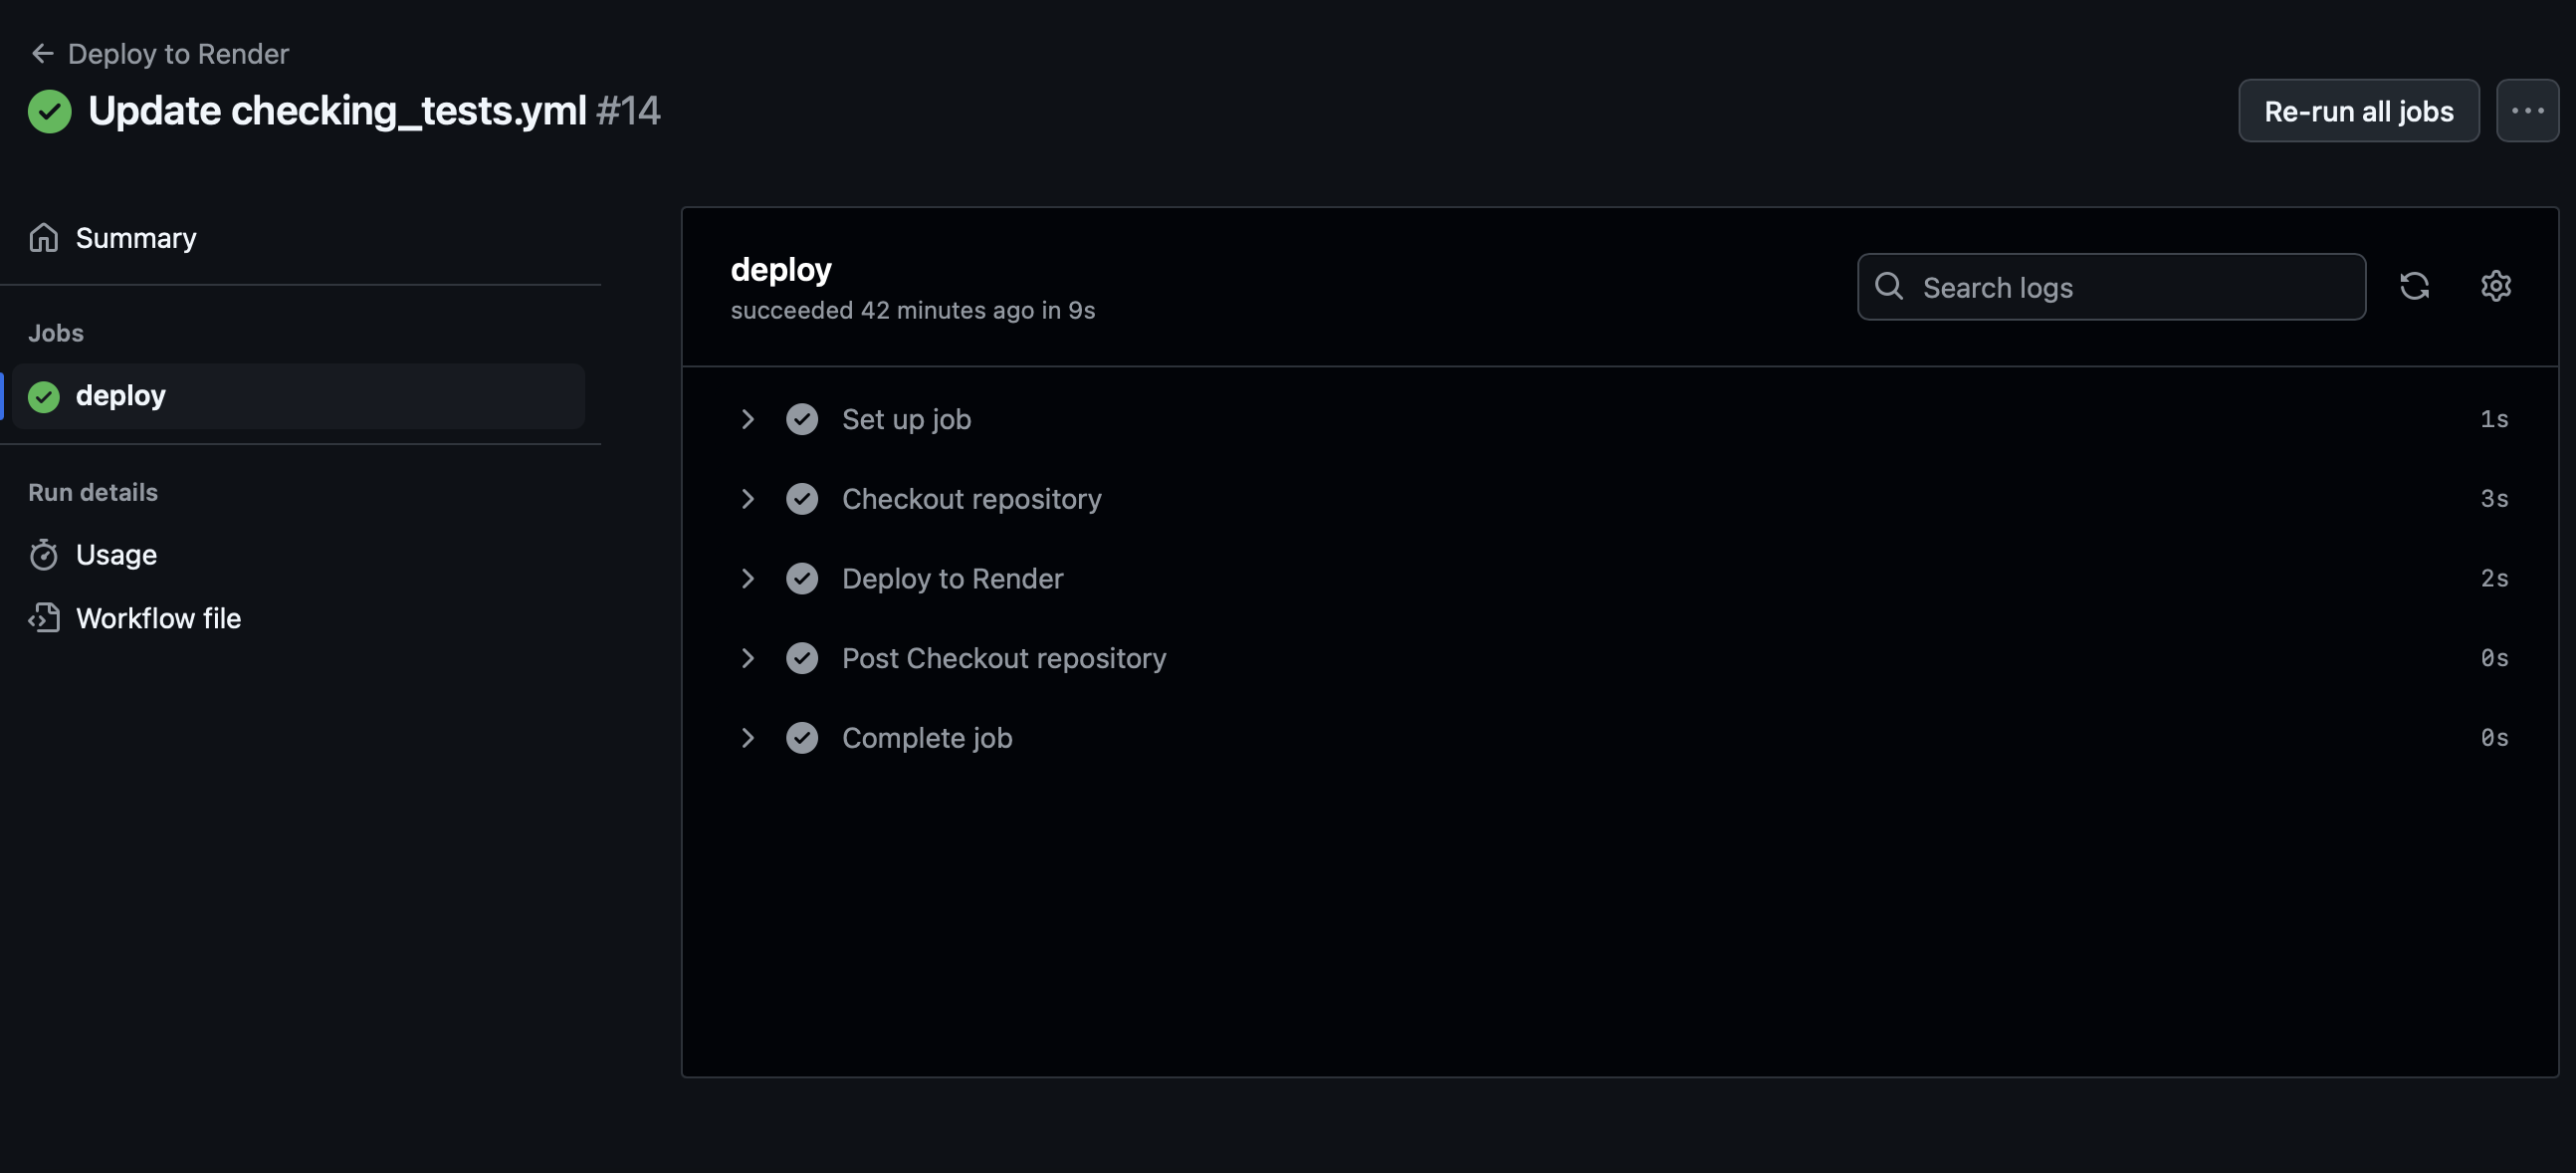 Deploy to Render
Update checking_tests.yml #14
Re-run all jobs
Summary
Jobs
deploy
Run details
Usage
Workflow file
deploy
succeeded 42 minutes ago in 9s
Search logs
Set up job 1s
Checkout repository 3s
Deploy to Render 2s
Post Checkout repository 0s
Complete job 0s